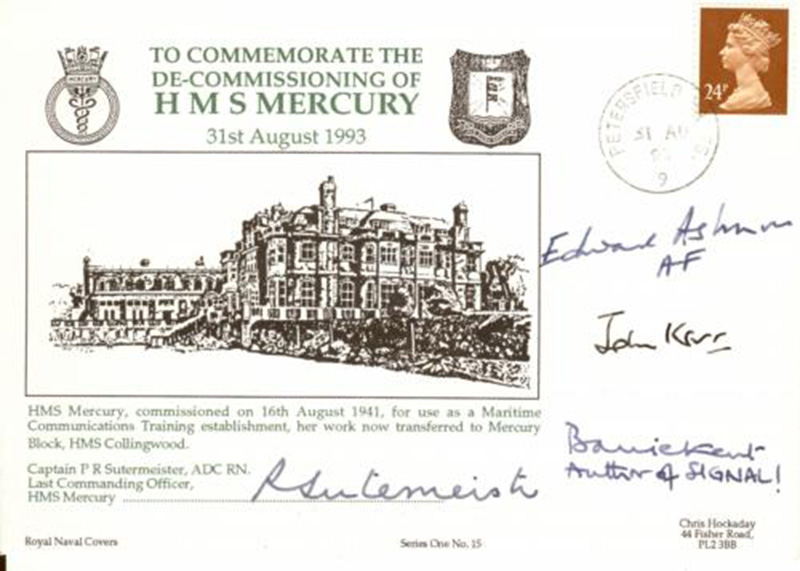 MERCURY
TO COMMEMORATE THE
DE-COMMISSIONING OF
H M S MERCURY
31st August 1993
24P
PETERSFIELD
31 AU
9
Edward Ashmore
AF
John Kerr
HMS Mercury, commissioned on 16th August 1941, for use as a Maritime
Communications Training establishment, her work now transferred to Mercury
Block, HMS Collingwood.
Barrie Kent
Author of SIGNAL!
Captain P R Sutermeister, ADC RN.
Last Commanding Officer,
HMS Mercury
P Sutermeister
Chris Hockaday
44 Fisher Road,
PL2 3BB
Royal Naval Covers
Series One No. 15